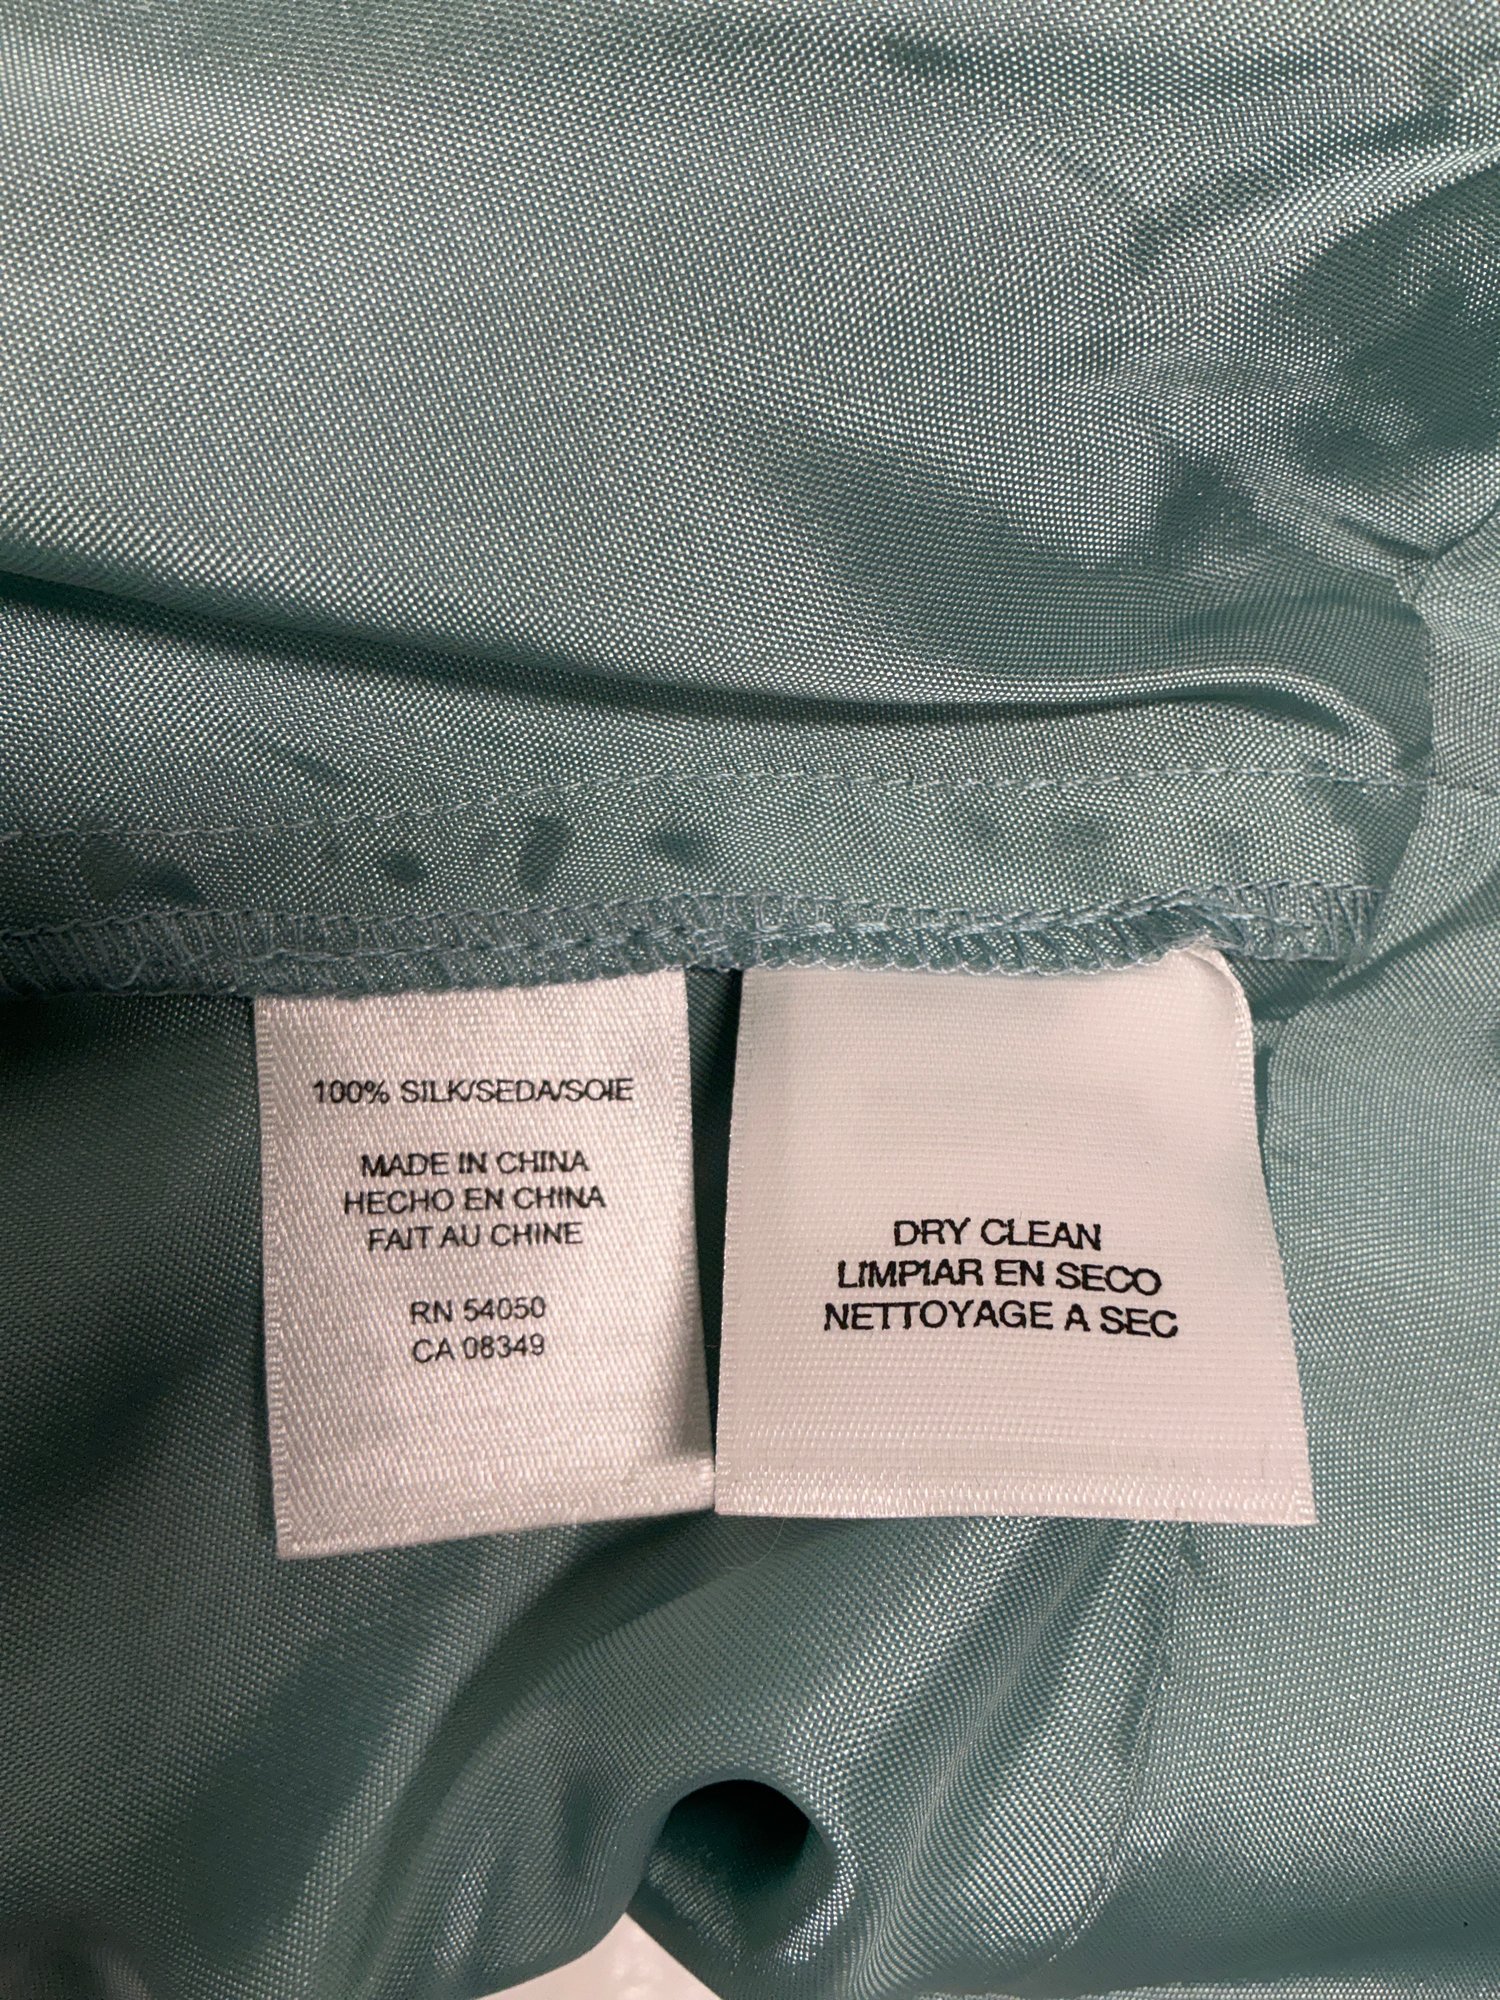 100% SILK/SEDA/SOIE
MADE IN CHINA
HECHO EN CHINA
FAIT AU CHINE
RN 54050
CA 08349
DRY CLEAN
LIMPIAR EN SECO
NETTOYAGE A SEC